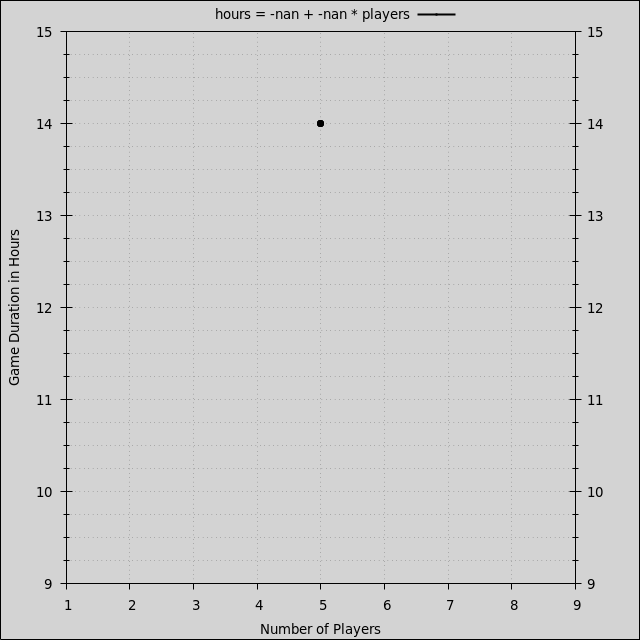 hours = -nan + -nan * players
15 15
14 14
13 13
12 12
11 11
10 10
9 9
1 2 3 4 5 6 7 8 9
Game Duration in Hours
Number of Players